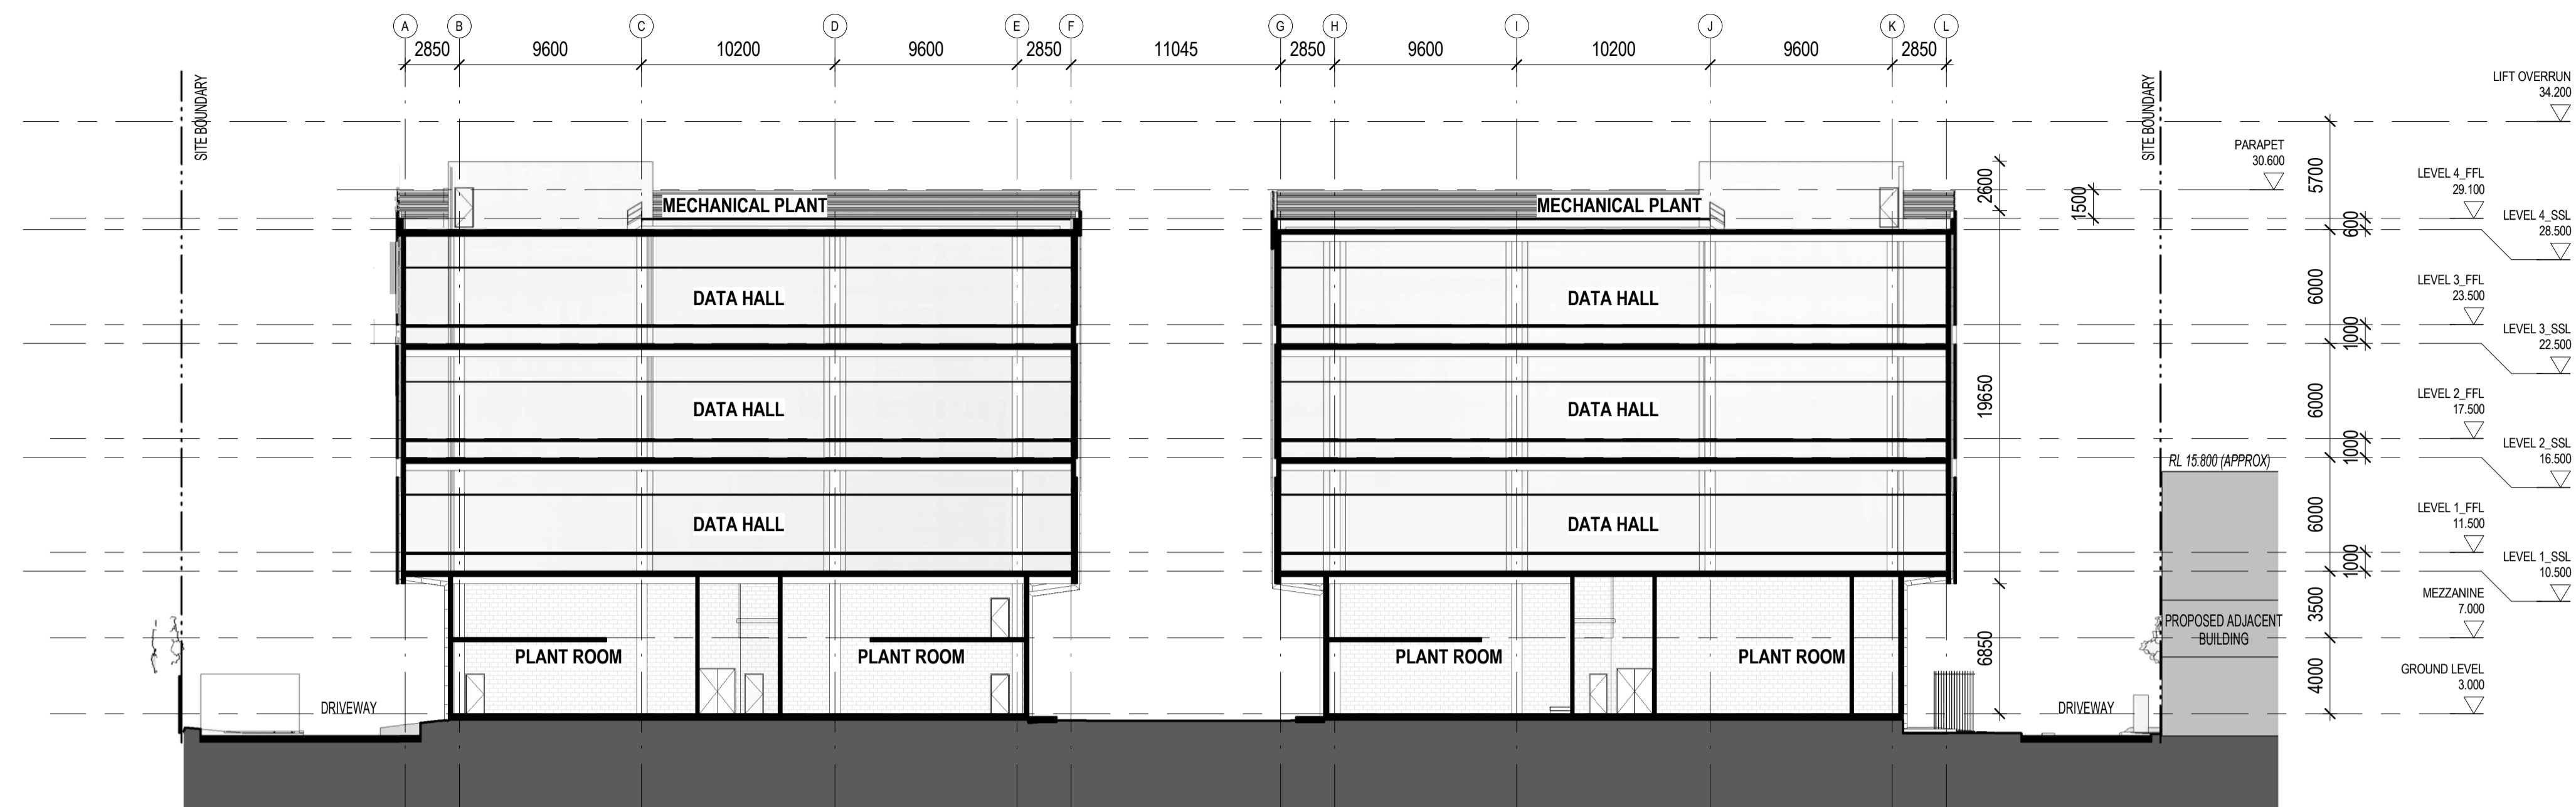 A B C D E F G H I J K L
2850 9600 10200 9600 2850 11045 2850 9600 10200 9600 2850
SITE BOUNDARY
SITE BOUNDARY
LIFT OVERRUN
34.200
PARAPET
30.600
LEVEL 4_FFL
29.100
LEVEL 4_SSL
28.500
LEVEL 3_FFL
23.500
LEVEL 3_SSL
22.500
LEVEL 2_FFL
17.500
LEVEL 2_SSL
16.500
LEVEL 1_FFL
11.500
LEVEL 1_SSL
10.500
MEZZANINE
7.000
GROUND LEVEL
3.000
5700
600
6000
1000
6000
1000
6000
1000
3500
4000
1500
2600
19650
6850
MECHANICAL PLANT
MECHANICAL PLANT
DATA HALL
DATA HALL
DATA HALL
DATA HALL
DATA HALL
DATA HALL
PLANT ROOM
PLANT ROOM
PLANT ROOM
PLANT ROOM
DRIVEWAY
DRIVEWAY
RL 15.800 (APPROX)
PROPOSED ADJACENT
BUILDING